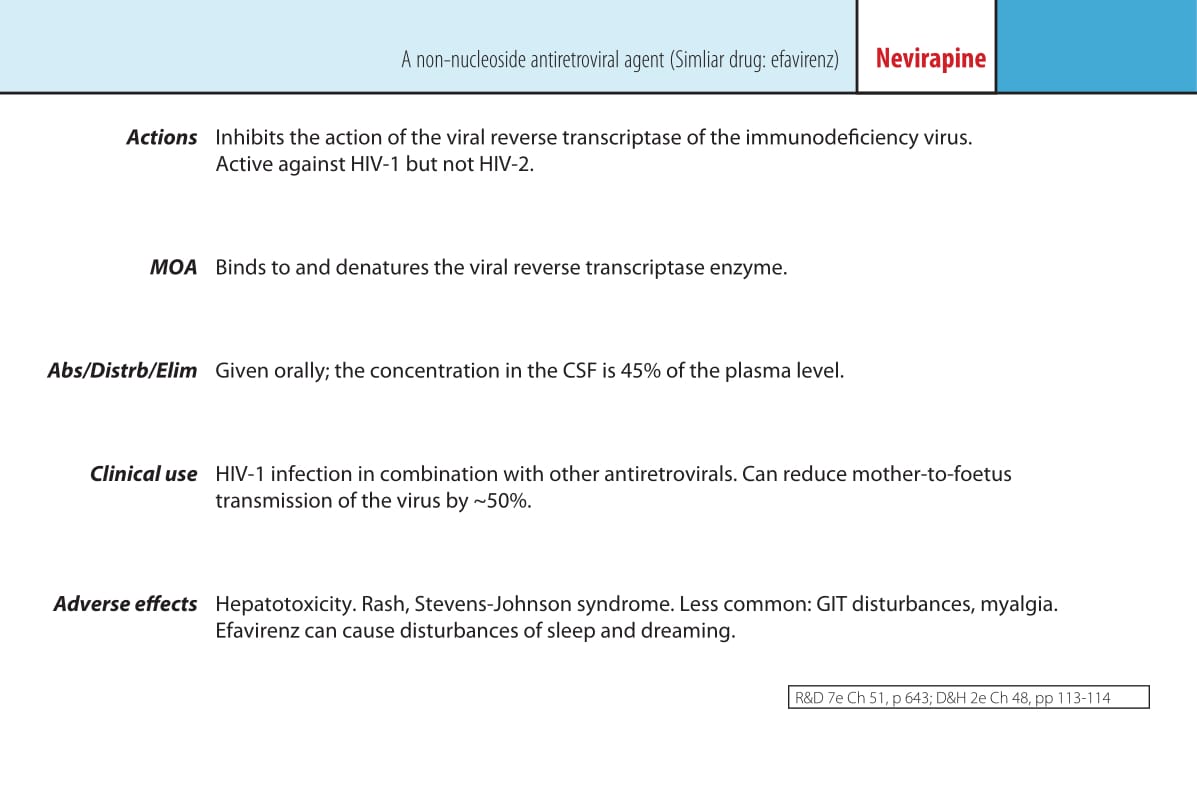 A non-nucleoside antiretroviral agent (Simliar drug: efavirenz) Nevirapine
Actions Inhibits the action of the viral reverse transcriptase of the immunodeficiency virus.
Active against HIV-1 but not HIV-2.
MOA Binds to and denatures the viral reverse transcriptase enzyme.
Abs/Distrb/Elim Given orally; the concentration in the CSF is 45% of the plasma level.
Clinical use HIV-1 infection in combination with other antiretrovirals. Can reduce mother-to-foetus
transmission of the virus by ~50%.
Adverse effects Hepatotoxicity. Rash, Stevens-Johnson syndrome. Less common: GIT disturbances, myalgia.
Efavirenz can cause disturbances of sleep and dreaming.
R&D 7e Ch 51, p 643; D&H 2e Ch 48, pp 113-114